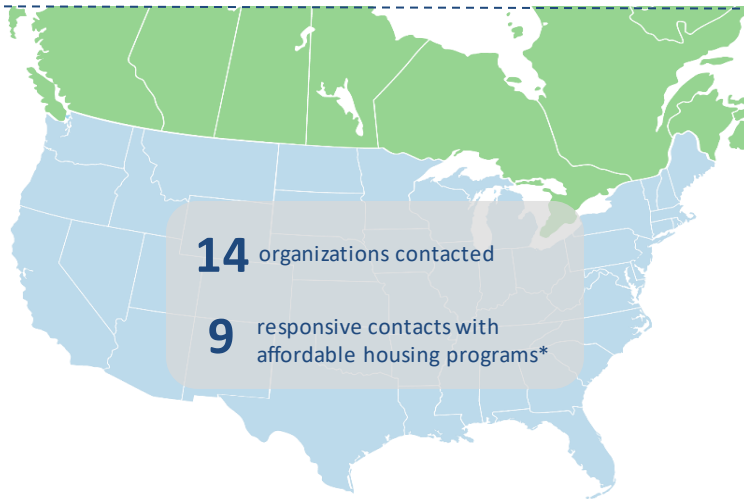 14 organizations contacted
9 responsive contacts with
affordable housing programs*